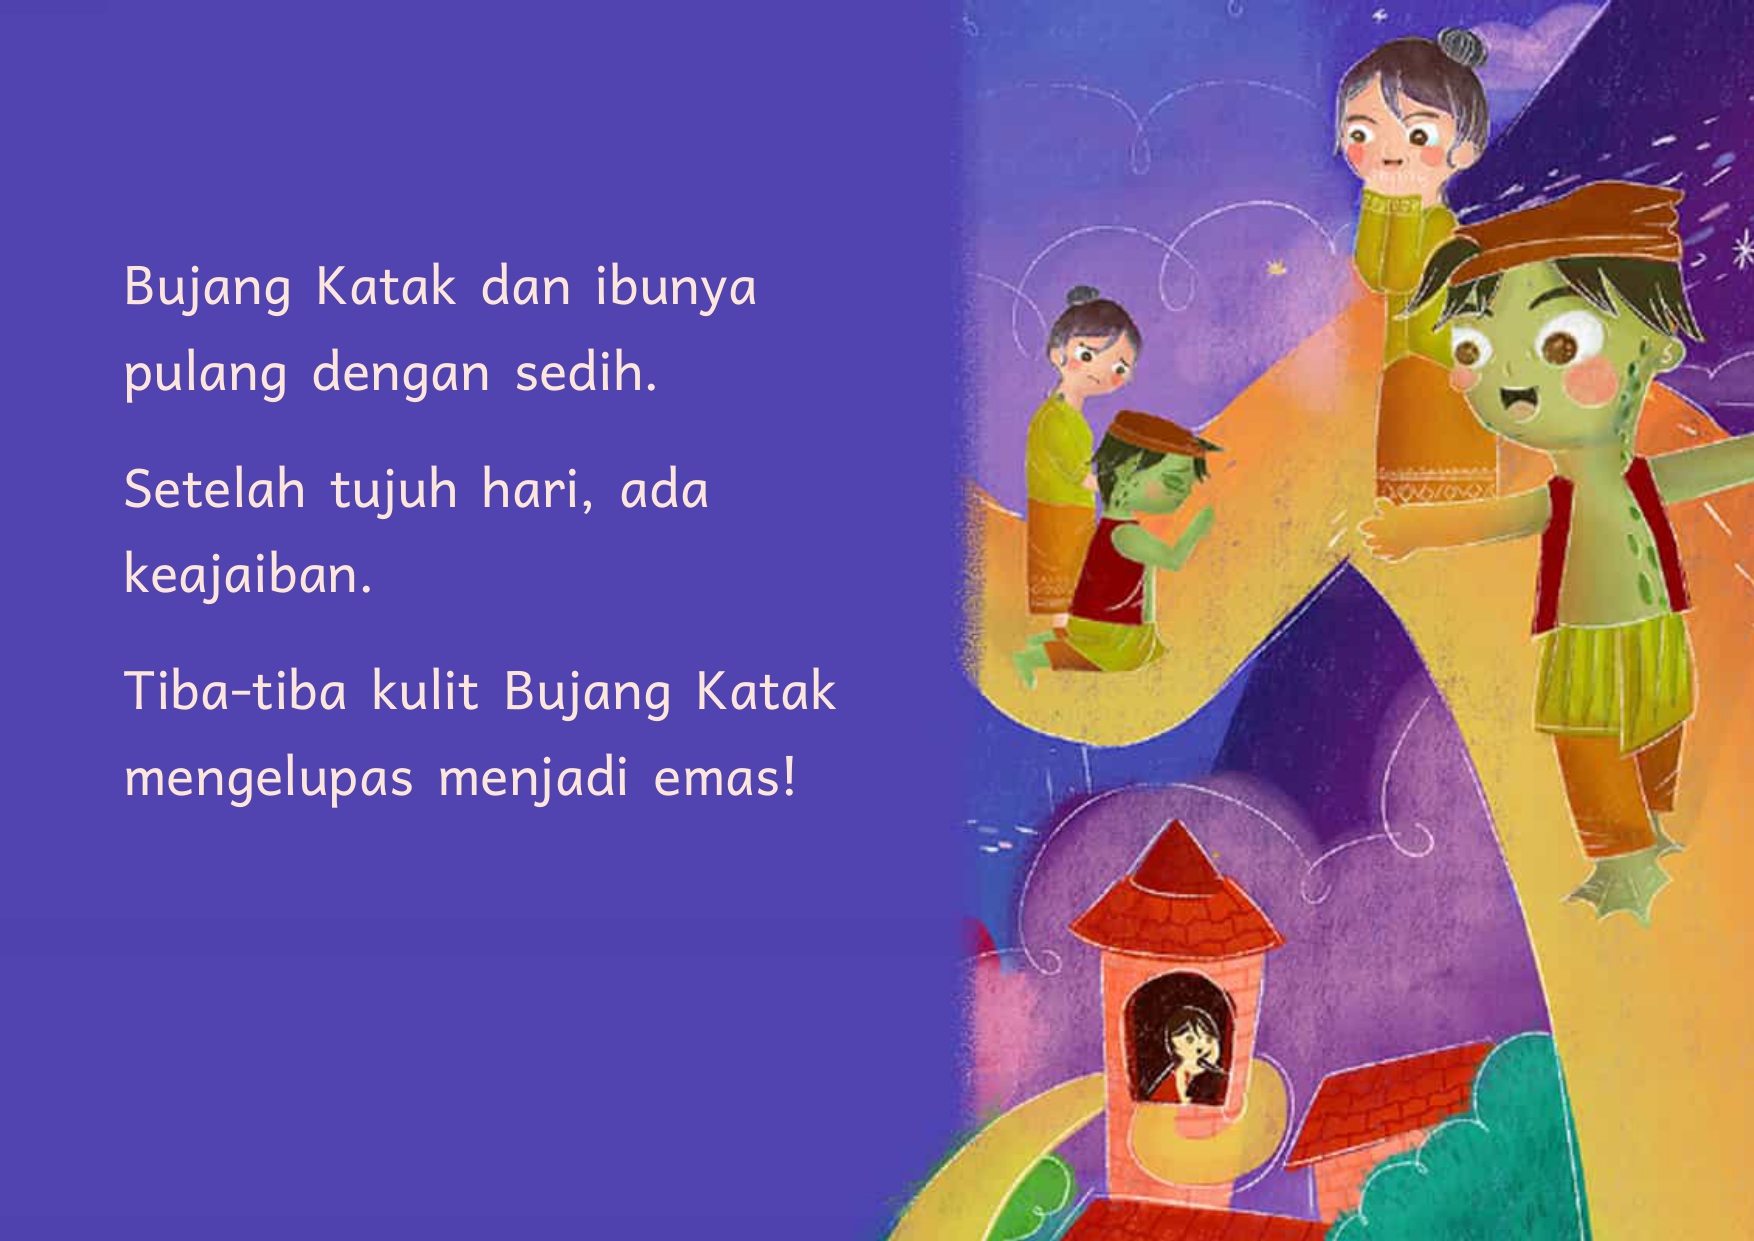 Bujang Katak dan ibunya
pulang dengan sedih.
Setelah tujuh hari, ada
keajaiban.
Tiba-tiba kulit Bujang Katak
mengelupas menjadi emas!